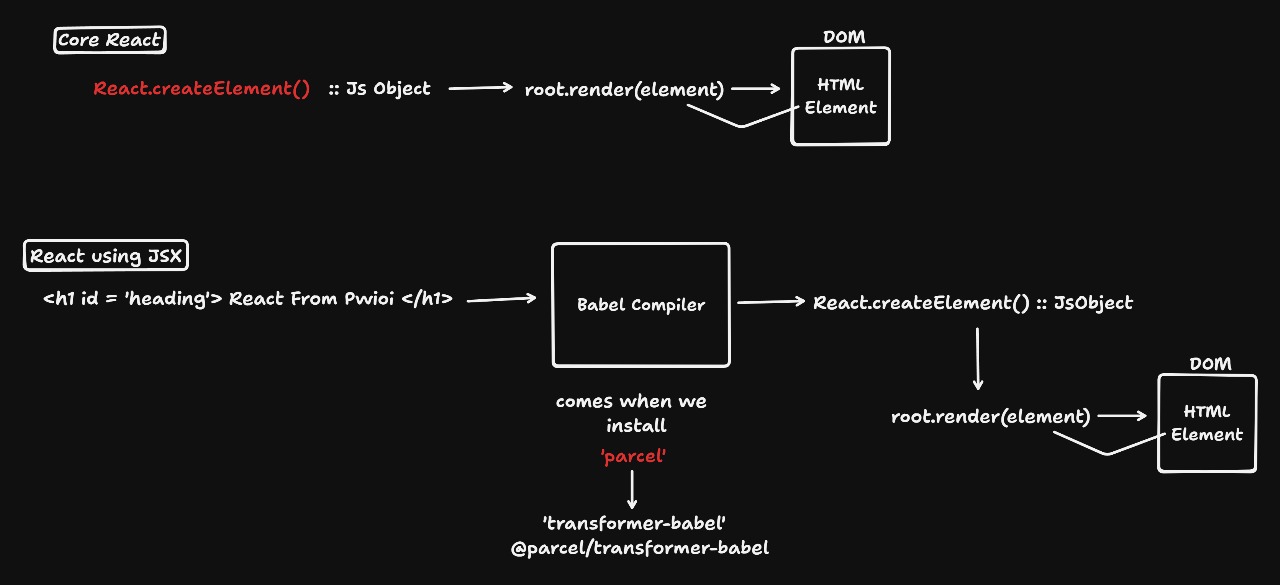 Core React
DOM
React.createElement() :: Js Object
root.render(element)
HTML
Element
React using JSX
<h1 id = 'heading'> React From Pwioi </h1>
Babel Compiler
React.createElement() :: JsObject
comes when we
install
'parcel'
'transformer-babel'
@parcel/transformer-babel
DOM
root.render(element)
HTML
Element